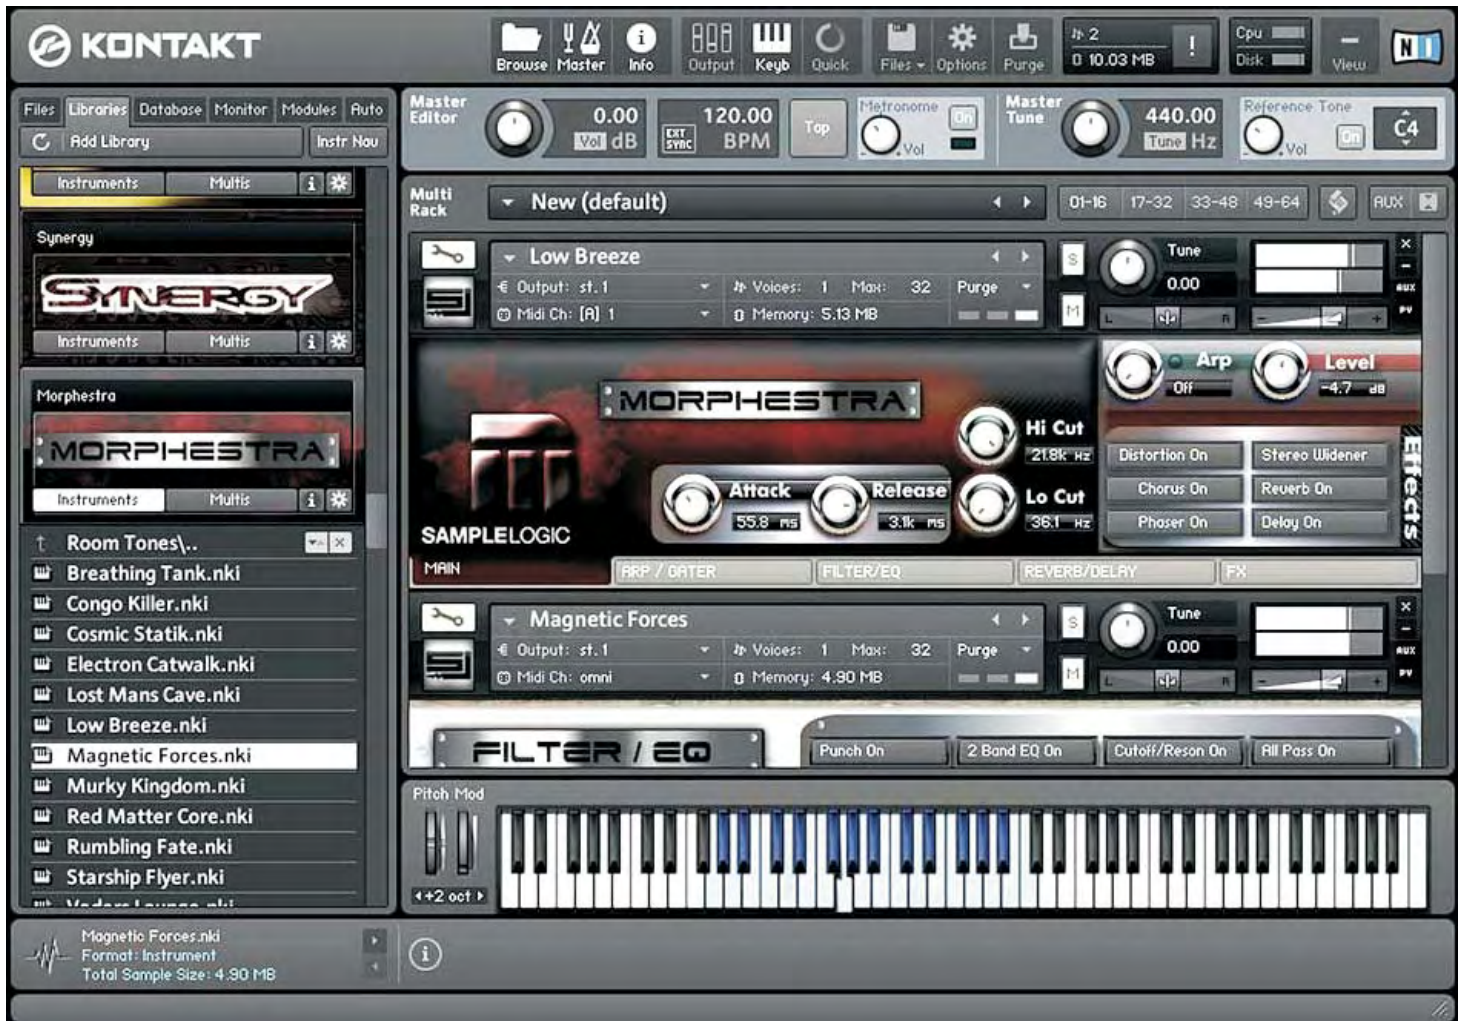 KONTAKT
Browse Master Info Output Keyb Quick Files Options Purge View
2
10.03 MB
!
Cpu
Disk
NI
Files Libraries Database Monitor Modules Auto
Add Library Instr Nav
Instruments Multis i
Synergy
SYNERGY
Instruments Multis i
Morphestra
MORPHESTRA
Instruments Multis i
Room Tones\..
Breathing Tank.nki
Congo Killer.nki
Cosmic Statik.nki
Electron Catwalk.nki
Lost Mans Cave.nki
Low Breeze.nki
Magnetic Forces.nki
Murky Kingdom.nki
Red Matter Core.nki
Rumbling Fate.nki
Starship Flyer.nki
Magnetic Forces.nki
Format: Instrument
Total Sample Size: 4.90 MB
Master Editor
0.00
Vol dB
EXT SYNC
120.00
BPM
Top
Metronome
On
Vol
Master Tune
440.00
Tune Hz
Reference Tone
Vol
On
C4
Multi Rack
New (default)
01-16 17-32 33-48 49-64
AUX
Low Breeze
Output: st.1 Voices: 1 Max: 32 Purge
Midi Ch: [A] 1 Memory: 5.13 MB
S
M
Tune
0.00
L R
- +
AUX
PV
MORPHESTRA
SAMPLELOGIC
Attack
55.8 ms
Release
3.1k ms
Hi Cut
21.8k Hz
Lo Cut
36.1 Hz
Arp
Off
Level
-4.7 dB
Distortion On Stereo Widener
Chorus On Reverb On
Phaser On Delay On
Effects
MAIN ARP / GATER FILTER/EQ REVERB/DELAY FX
Magnetic Forces
Output: st.1 Voices: 1 Max: 32 Purge
Midi Ch: omni Memory: 4.90 MB
S
M
Tune
0.00
L R
- +
AUX
PV
FILTER / EQ
Punch On 2 Band EQ On Cutoff/Reson On All Pass On
Pitch Mod
+2 oct
i